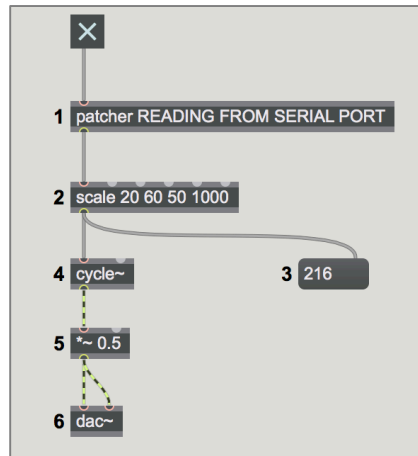 1 patcher READING FROM SERIAL PORT
2 scale 20 60 50 1000
4 cycle~ 3 216
5 *~ 0.5
6 dac~